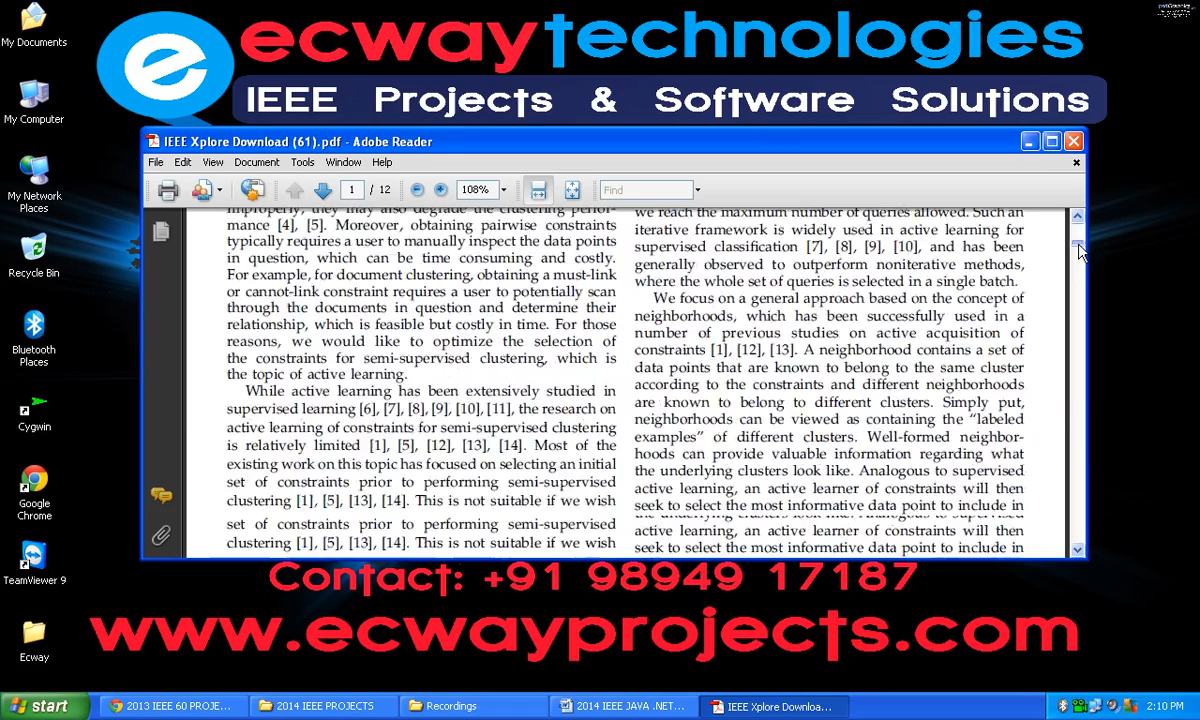 My Documents
My Computer
My Network
Places
Recycle Bin
Bluetooth
Places
Cygwin
Google
Chrome
TeamViewer 9
Ecway
e
ecwaytechnologies
IEEE Projects & Software Solutions
IEEE Xplore Download (61).pdf - Adobe Reader
File Edit View Document Tools Window Help
1 / 12 108% Find
improperly, they may also degrade the clustering perfor-
mance [4], [5]. Moreover, obtaining pairwise constraints
typically requires a user to manually inspect the data points
in question, which can be time consuming and costly.
For example, for document clustering, obtaining a must-link
or cannot-link constraint requires a user to potentially scan
through the documents in question and determine their
relationship, which is feasible but costly in time. For those
reasons, we would like to optimize the selection of
the constraints for semi-supervised clustering, which is
the topic of active learning.
While active learning has been extensively studied in
supervised learning [6], [7], [8], [9], [10], [11], the research on
active learning of constraints for semi-supervised clustering
is relatively limited [1], [5], [12], [13], [14]. Most of the
existing work on this topic has focused on selecting an initial
set of constraints prior to performing semi-supervised
clustering [1], [5], [13], [14]. This is not suitable if we wish
set of constraints prior to performing semi-supervised
clustering [1], [5], [13], [14]. This is not suitable if we wish
we reach the maximum number of queries allowed. Such an
iterative framework is widely used in active learning for
supervised classification [7], [8], [9], [10], and has been
generally observed to outperform noniterative methods,
where the whole set of queries is selected in a single batch.
We focus on a general approach based on the concept of
neighborhoods, which has been successfully used in a
number of previous studies on active acquisition of
constraints [1], [12], [13]. A neighborhood contains a set of
data points that are known to belong to the same cluster
according to the constraints and different neighborhoods
are known to belong to different clusters. Simply put,
neighborhoods can be viewed as containing the “labeled
examples” of different clusters. Well-formed neighbor-
hoods can provide valuable information regarding what
the underlying clusters look like. Analogous to supervised
active learning, an active learner of constraints will then
seek to select the most informative data point to include in
active learning, an active learner of constraints will then
seek to select the most informative data point to include in
Contact: +91 98949 17187
www.ecwayprojects.com
start
2013 IEEE 60 PROJE...
2014 IEEE PROJECTS
Recordings
2014 IEEE JAVA .NET...
IEEE Xplore Downloa...
2:10 PM